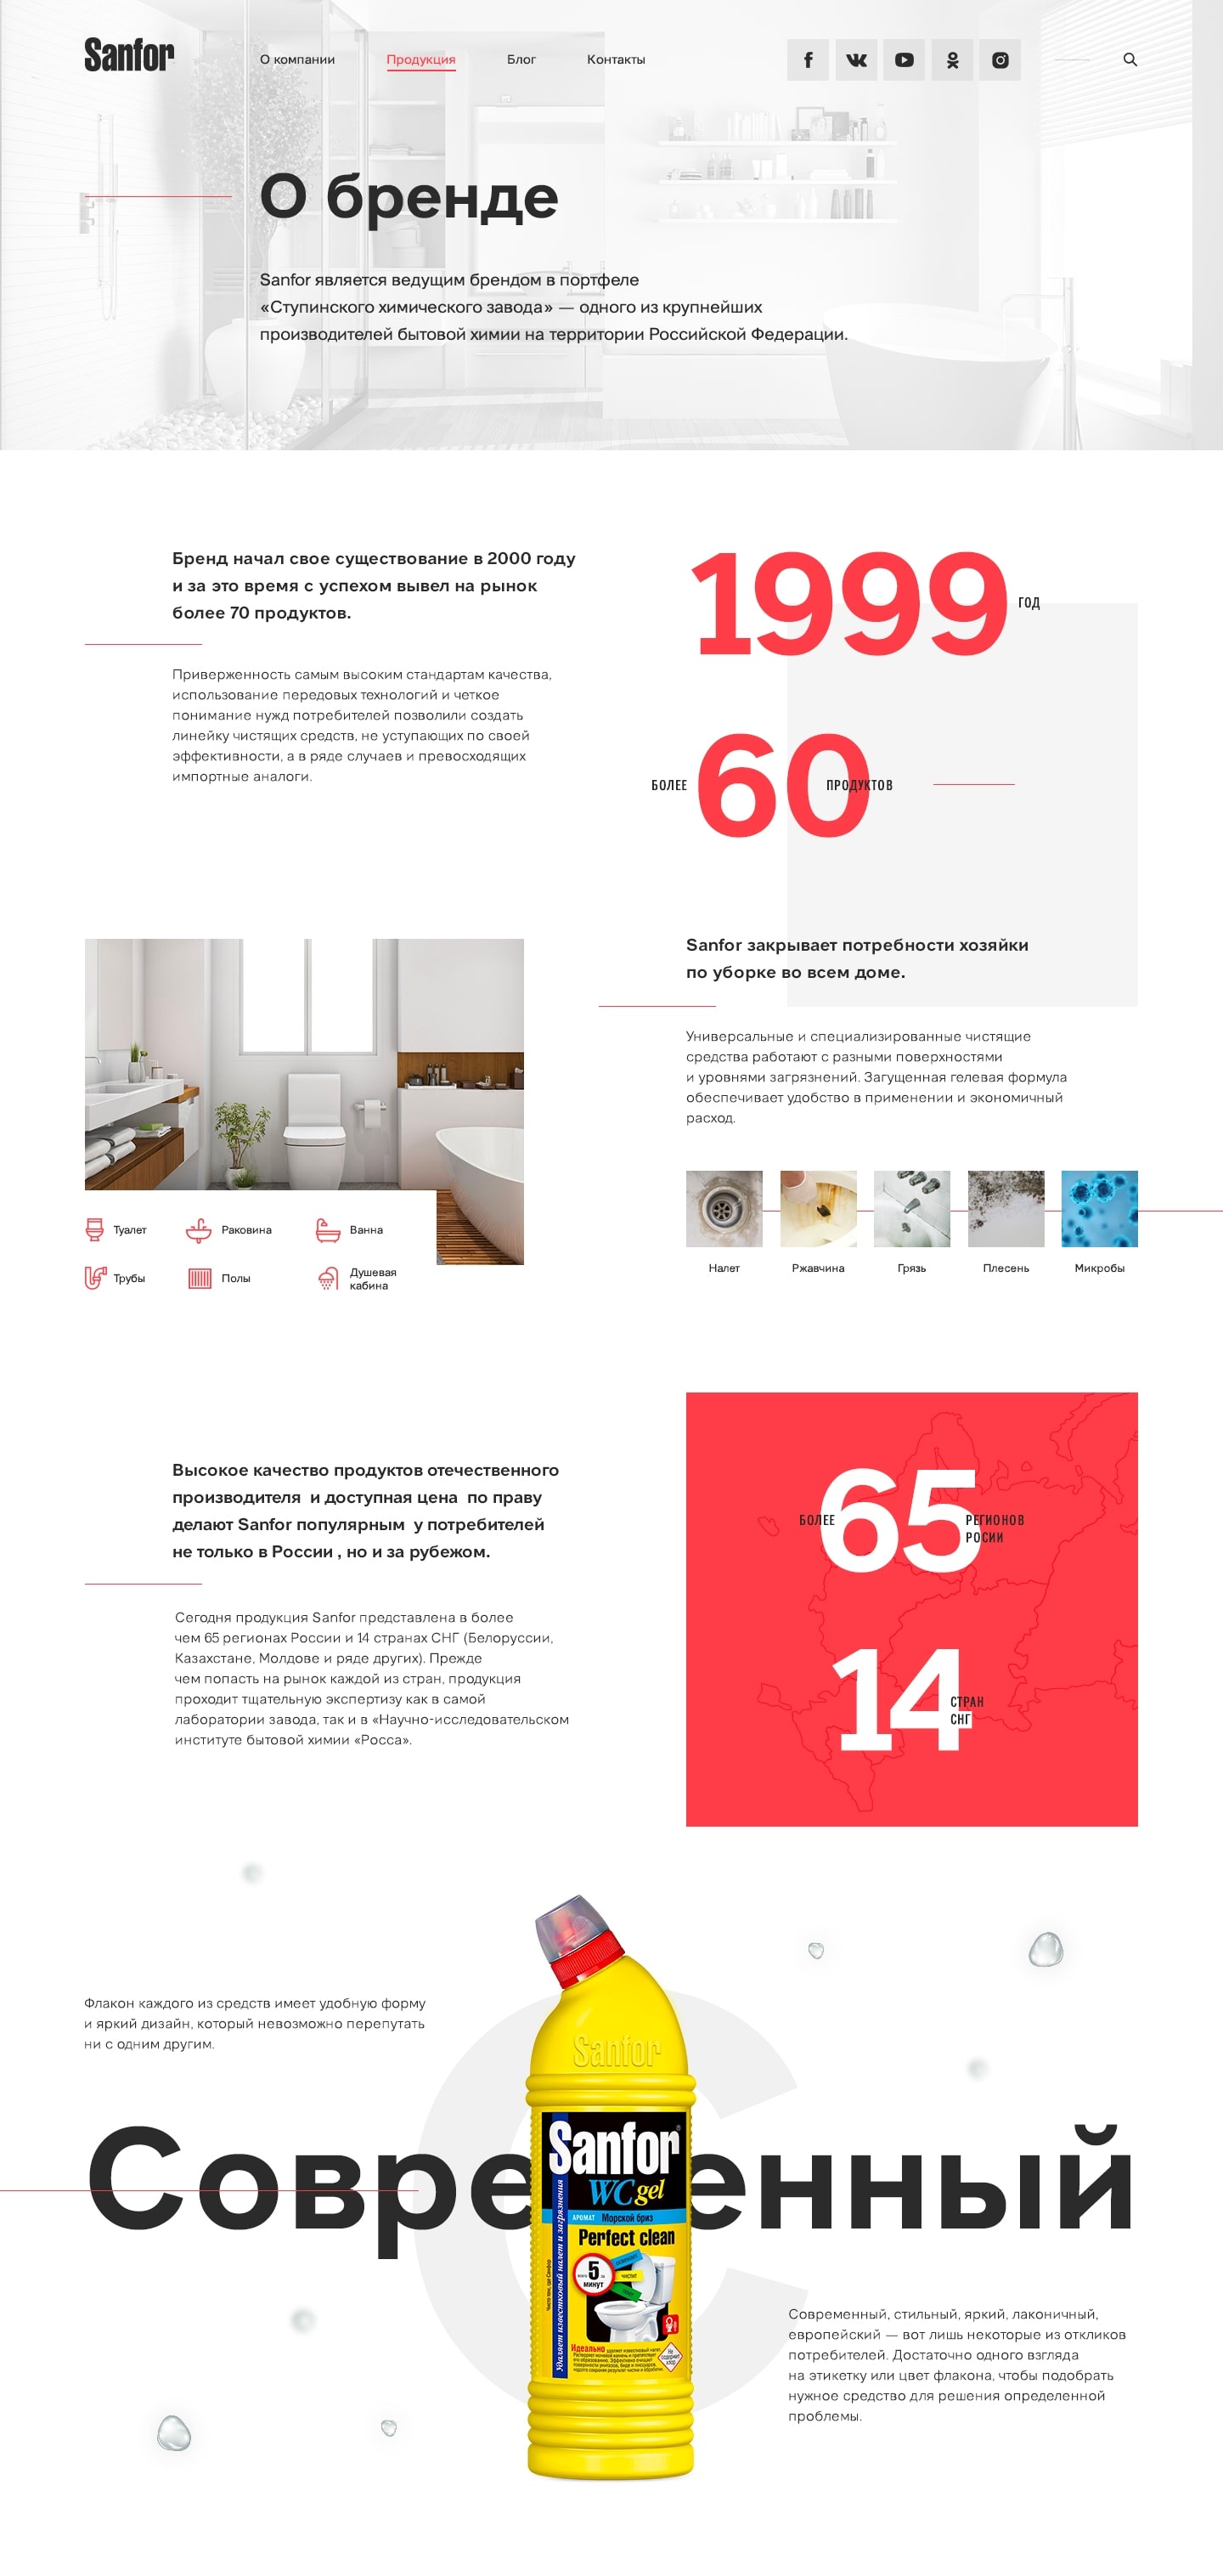 Sanfor
О компании
Продукция
Блог
Контакты
О бренде
Sanfor является ведущим брендом в портфеле
«Ступинского химического завода» — одного из крупнейших
производителей бытовой химии на территории Российской Федерации.
Бренд начал свое существование в 2000 году
и за это время с успехом вывел на рынок
более 70 продуктов.
Приверженность самым высоким стандартам качества,
использование передовых технологий и четкое
понимание нужд потребителей позволили создать
линейку чистящих средств, не уступающих по своей
эффективности, а в ряде случаев и превосходящих
импортные аналоги.
1999
ГОД
БОЛЕЕ
60
ПРОДУКТОВ
Sanfor закрывает потребности хозяйки
по уборке во всем доме.
Универсальные и специализированные чистящие
средства работают с разными поверхностями
и уровнями загрязнений. Загущенная гелевая формула
обеспечивает удобство в применении и экономичный
расход.
Туалет
Раковина
Ванна
Трубы
Полы
Душевая
кабина
Налет
Ржавчина
Грязь
Плесень
Микробы
Высокое качество продуктов отечественного
производителя и доступная цена по праву
делают Sanfor популярным у потребителей
не только в России , но и за рубежом.
Сегодня продукция Sanfor представлена в более
чем 65 регионах России и 14 странах СНГ (Белоруссии,
Казахстане, Молдове и ряде других). Прежде
чем попасть на рынок каждой из стран, продукция
проходит тщательную экспертизу как в самой
лаборатории завода, так и в «Научно-исследовательском
институте бытовой химии «Росса».
БОЛЕЕ
65
РЕГИОНОВ
РОСИИ
14
СТРАН
СНГ
Флакон каждого из средств имеет удобную форму
и яркий дизайн, который невозможно перепутать
ни с одним другим.
С
Совре енный
Sanfor
Sanfor
WC gel
АРОМАТ Морской бриз
Perfect clean
5
минут
ЧИСТИТ
Удаляет известковый налет и загрязнения
Идеально
Современный, стильный, яркий, лаконичный,
европейский — вот лишь некоторые из откликов
потребителей. Достаточно одного взгляда
на этикетку или цвет флакона, чтобы подобрать
нужное средство для решения определенной
проблемы.